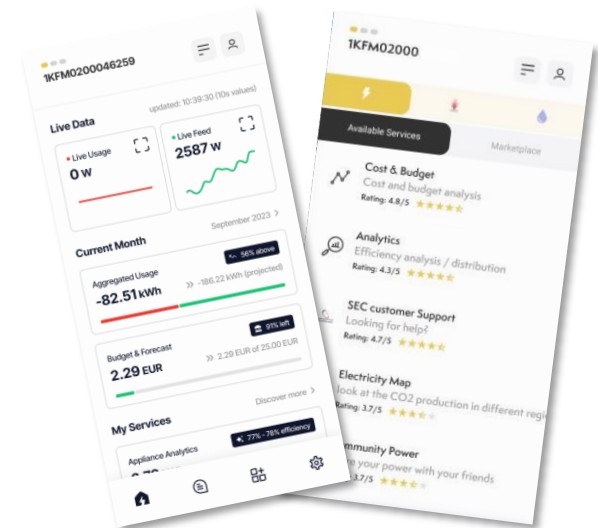 1KFM0200046259
Live Data
updated: 10:39:30 (10s values)
Live Usage
0 W
Live Feed
2587 W
Current Month
September 2023
Aggregated Usage
56% above
-82.51 kWh
-186.22 kWh (projected)
Budget & Forecast
91% left
2.29 EUR
2.29 EUR of 25.00 EUR
My Services
Discover more
Appliance Analytics
77% - 78% efficiency
1KFM02000
Available Services
Marketplace
Cost & Budget
Cost and budget analysis
Rating: 4.8/5
Analytics
Efficiency analysis / distribution
Rating: 4.3/5
SEC customer Support
Looking for help?
Rating: 4.7/5
Electricity Map
look at the CO2 production in different regi
Rating: 3.7/5
mmunity Power
re your power with your friends
3.7/5